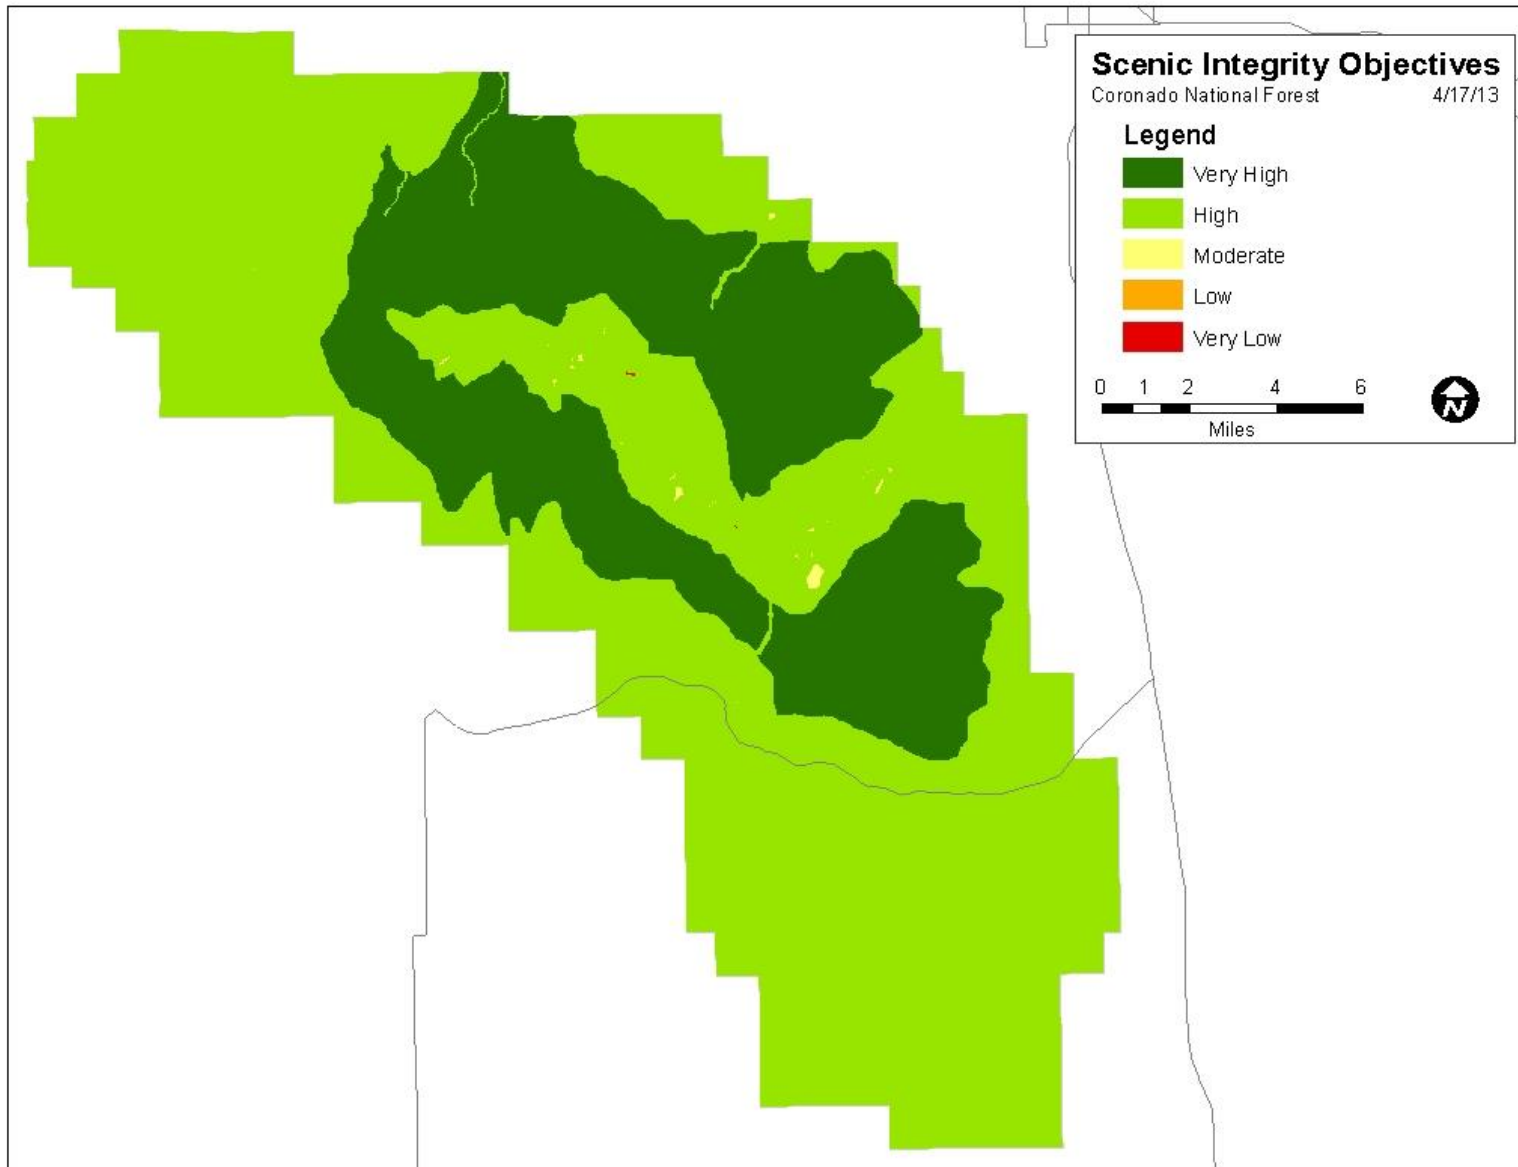 Scenic Integrity Objectives
Coronado National Forest 4/17/13
Legend
Very High
High
Moderate
Low
Very Low
0 1 2 4 6
Miles
N